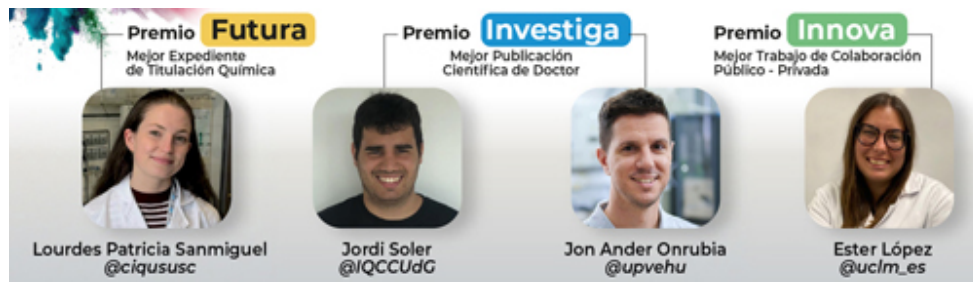 Premio Futura
Mejor Expediente
de Titulación Química
Premio Investiga
Mejor Publicación
Científica de Doctor
Premio Innova
Mejor Trabajo de Colaboración
Público - Privada
Lourdes Patricia Sanmiguel
@ciqususc
Jordi Soler
@IQCCUdG
Jon Ander Onrubia
@upvehu
Ester López
@uclm_es